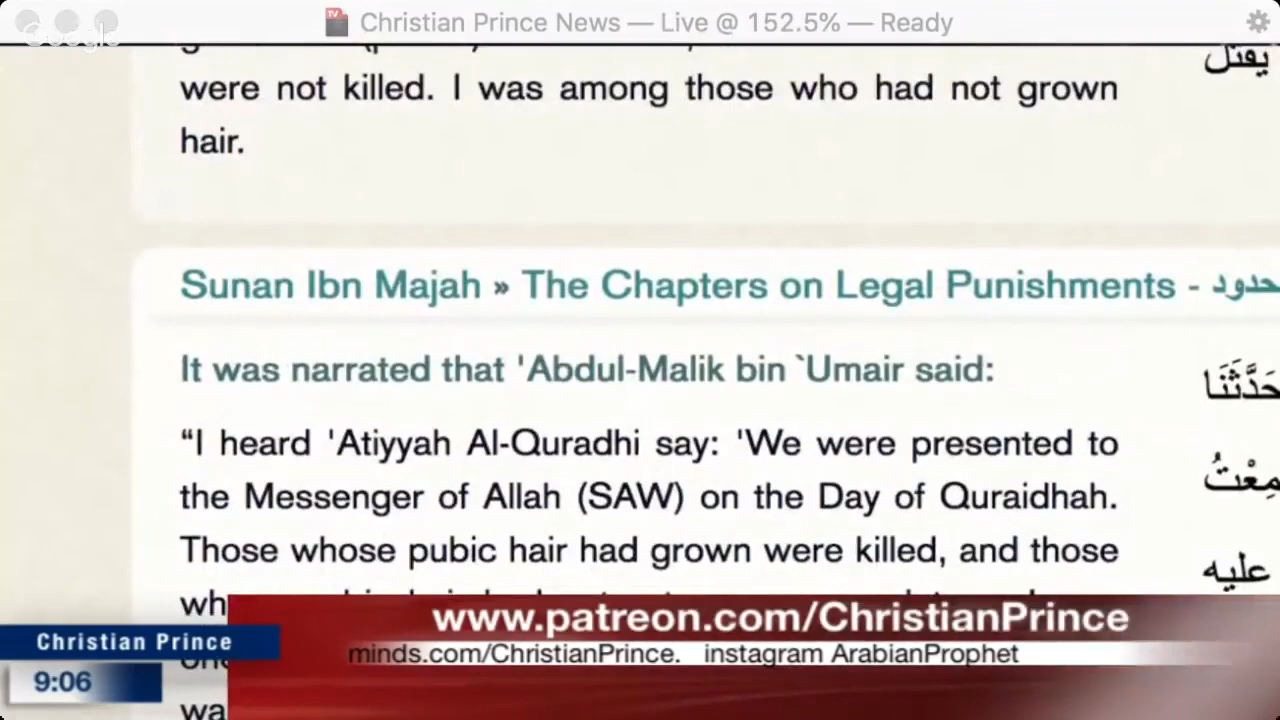 Christian Prince News — Live @ 152.5% — Ready
Google
were not killed. I was among those who had not grown
hair.
Sunan Ibn Majah » The Chapters on Legal Punishments - حدود
It was narrated that 'Abdul-Malik bin `Umair said:
حَدَّثَنَا
“I heard 'Atiyyah Al-Quradhi say: 'We were presented to
the Messenger of Allah (SAW) on the Day of Quraidhah.
Those whose pubic hair had grown were killed, and those
عليه
www.patreon.com/ChristianPrince
Christian Prince
minds.com/ChristianPrince. instagram ArabianProphet
9:06